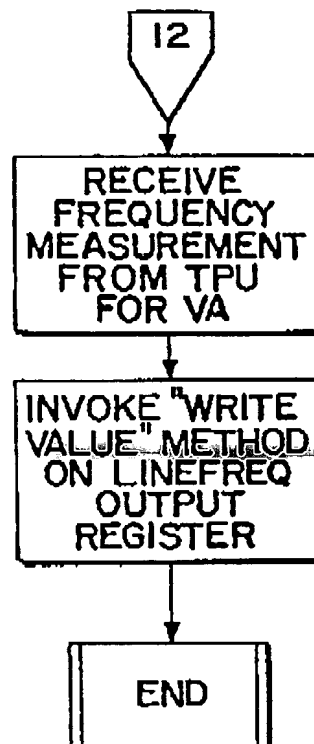 12
RECEIVE
FREQUENCY
MEASUREMENT
FROM TPU
FOR VA
INVOKE "WRITE
VALUE" METHOD
ON LINEFREQ
OUTPUT
REGISTER
END